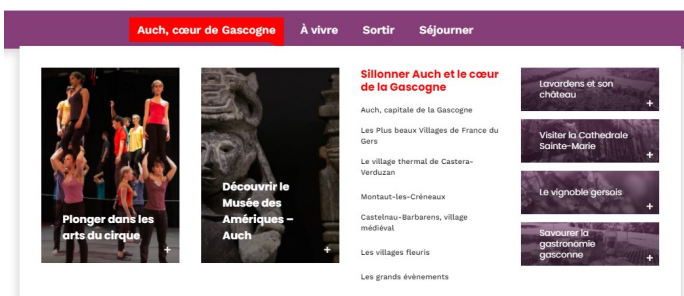 Auch, cœur de Gascogne À vivre Sortir Séjourner
Plonger dans les
arts du cirque
+
Découvrir le
Musée des
Amériques –
Auch
+
Sillonner Auch et le cœur
de la Gascogne
Auch, capitale de la Gascogne
Les Plus beaux Villages de France du
Gers
Le village thermal de Castera-
Verduzan
Montaut-les-Créneaux
Castelnau-Barbarens, village
médiéval
Les villages fleuris
Les grands évènements
Lavardens et son
château
+
Visiter la Cathedrale
Sainte-Marie
+
Le vignoble gersois
+
Savourer la
gastronomie
gasconne
+